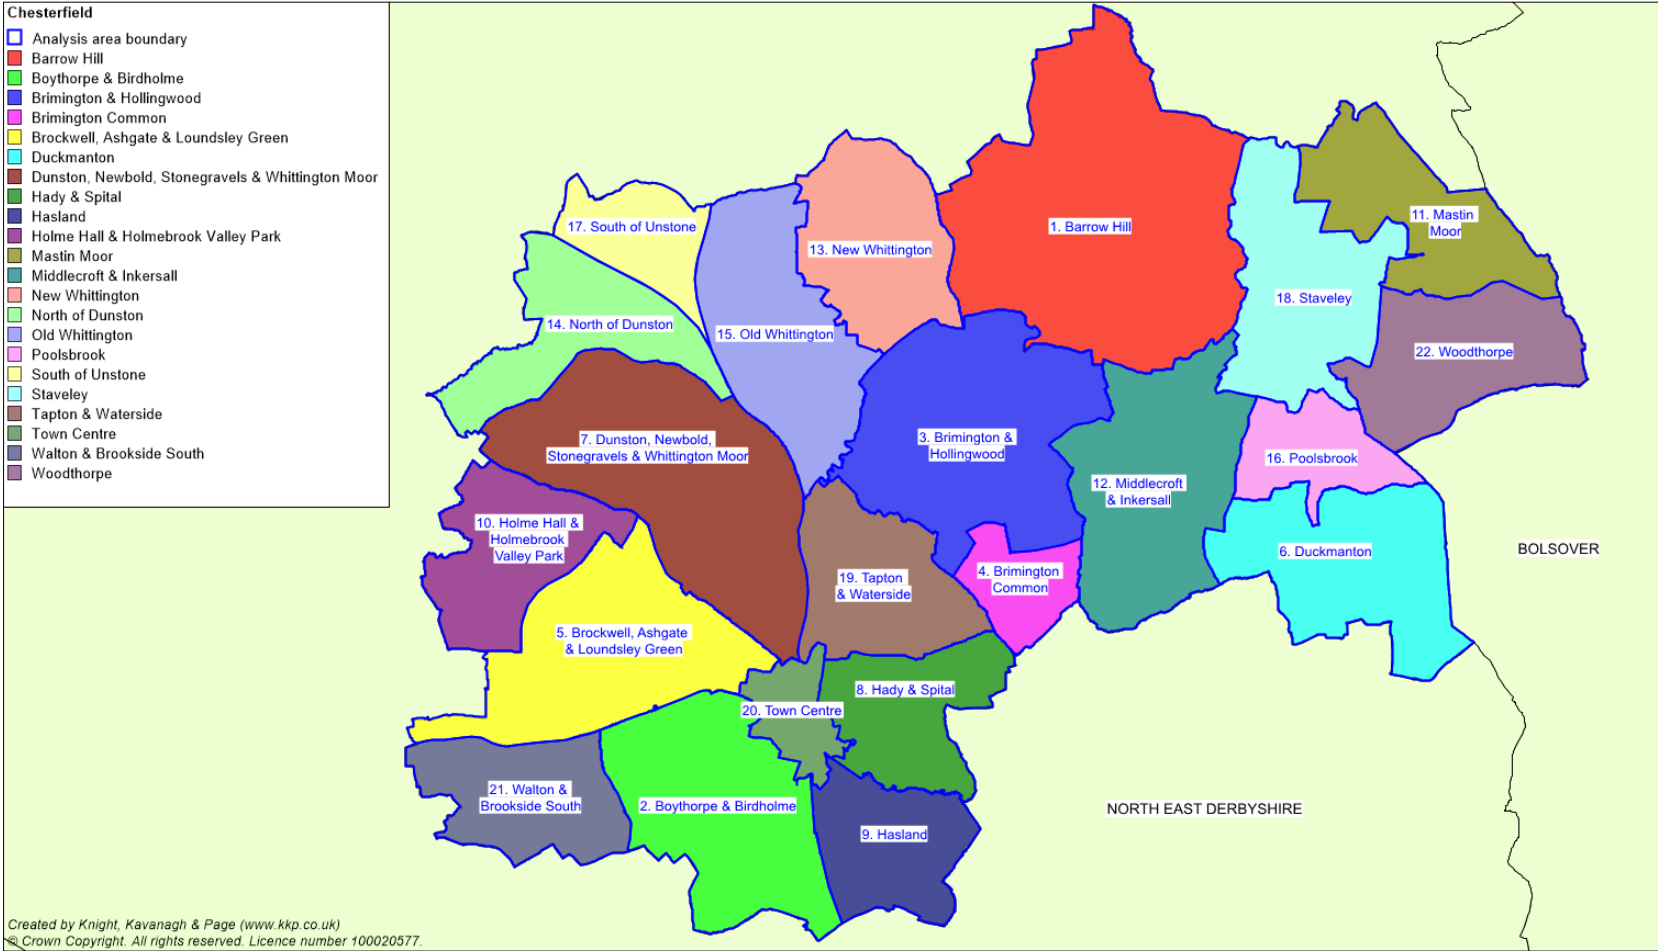 Chesterfield
Analysis area boundary
Barrow Hill
Boythorpe & Birdholme
Brimington & Hollingwood
Brimington Common
Brockwell, Ashgate & Loundsley Green
Duckmanton
Dunston, Newbold, Stonegravels & Whittington Moor
Hady & Spital
Hasland
Holme Hall & Holmebrook Valley Park
Mastin Moor
Middlecroft & Inkersall
New Whittington
North of Dunston
Old Whittington
Poolsbrook
South of Unstone
Staveley
Tapton & Waterside
Town Centre
Walton & Brookside South
Woodthorpe
17. South of Unstone
13. New Whittington
1. Barrow Hill
11. Mastin
Moor
18. Staveley
14. North of Dunston
15. Old Whittington
22. Woodthorpe
7. Dunston, Newbold,
Stonegravels & Whittington Moor
3. Brimington &
Hollingwood
16. Poolsbrook
12. Middlecroft
& Inkersall
10. Holme Hall &
Holmebrook
Valley Park
6. Duckmanton
BOLSOVER
19. Tapton
& Waterside
4. Brimington
Common
5. Brockwell, Ashgate
& Loundsley Green
8. Hady & Spital
20. Town Centre
21. Walton &
Brookside South
2. Boythorpe & Birdholme
9. Hasland
NORTH EAST DERBYSHIRE
Created by Knight, Kavanagh & Page (www.kkp.co.uk)
© Crown Copyright. All rights reserved. Licence number 100020577.